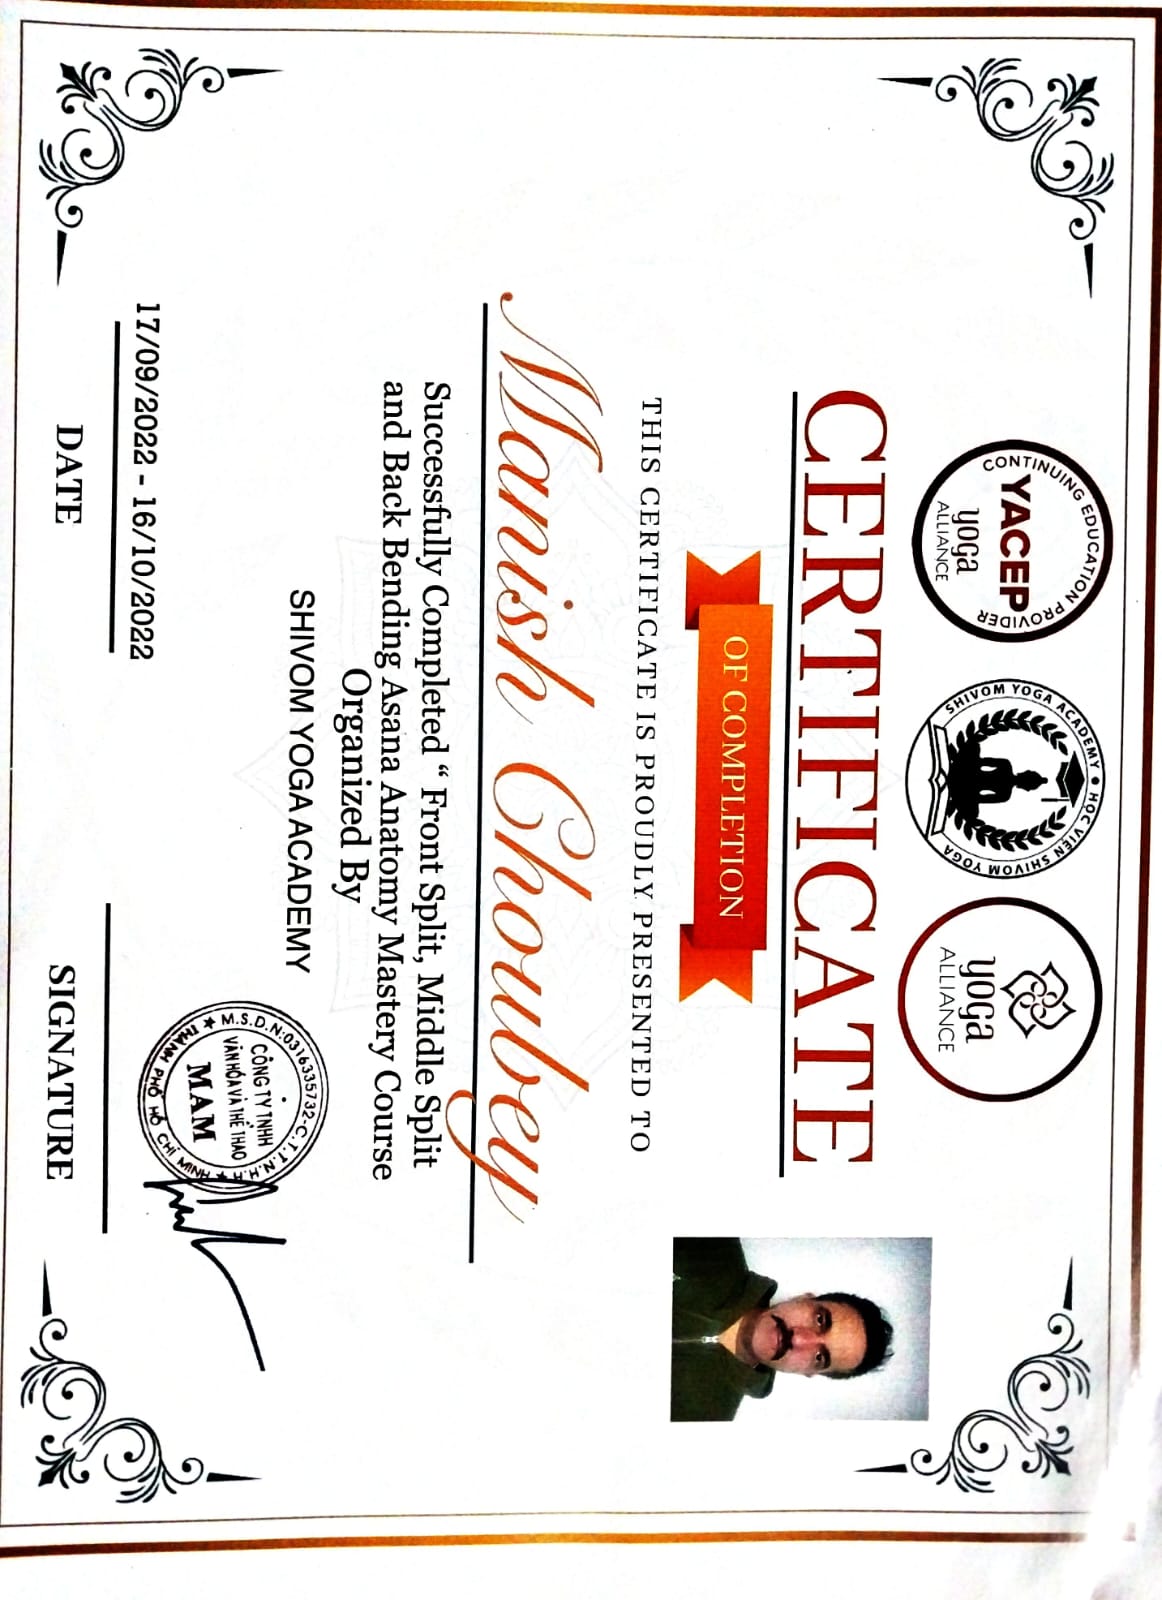 CONTINUING EDUCATION PROVIDER
YACEP
yoga
ALLIANCE
SHIVOM YOGA ACADEMY • HỌC VIỆN SHIVOM YOGA
yoga
ALLIANCE
CERTIFICATE
OF COMPLETION
THIS CERTIFICATE IS PROUDLY PRESENTED TO
Manish Choubey
Successfully Completed “ Front Split, Middle Split
and Back Bending Asana Anatomy Mastery Course
Organized By
SHIVOM YOGA ACADEMY
M.S.D.N:0316335732-C.T.T.N.H.H
CÔNG TY TNHH
VĂN HÓA VÀ THỂ THAO
MAM
★ THÀNH PHỐ HỒ CHÍ MINH ★
17/09/2022 - 16/10/2022
DATE
SIGNATURE